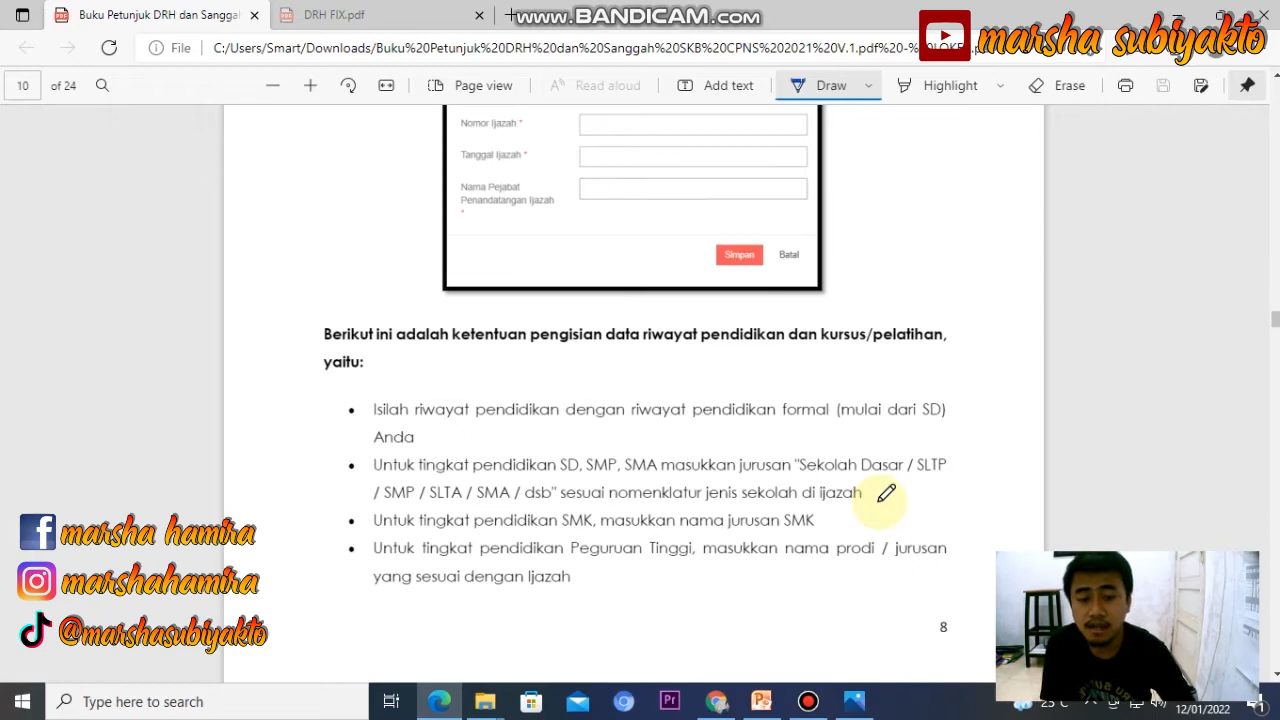 Buku Petunjuk DRH dan Sangga
DRH FIX.pdf
www.BANDICAM.com
marsha subiyakto
File
C:/Users/Smart/Downloads/Buku%20Petunjuk%20DRH%20dan%20Sanggah%20SKB%20CPNS%202021%20V.1.pdf%20-%20LOKE
10 of 24
Page view
Read aloud
Add text
Draw
Highlight
Erase
Nomor Ijazah *
Tanggal Ijazah *
Nama Pejabat
Penandatangan Ijazah
*
Simpan Batal
Berikut ini adalah ketentuan pengisian data riwayat pendidikan dan kursus/pelatihan,
yaitu:
• Isilah riwayat pendidikan dengan riwayat pendidikan formal (mulai dari SD)
Anda
• Untuk tingkat pendidikan SD, SMP, SMA masukkan jurusan "Sekolah Dasar / SLTP
/ SMP / SLTA / SMA / dsb" sesuai nomenklatur jenis sekolah di ijazah
• Untuk tingkat pendidikan SMK, masukkan nama jurusan SMK
• Untuk tingkat pendidikan Peguruan Tinggi, masukkan nama prodi / jurusan
yang sesuai dengan Ijazah
8
marsha hamira
marshahamira
@marshasubiyakto
Type here to search
12/01/2022